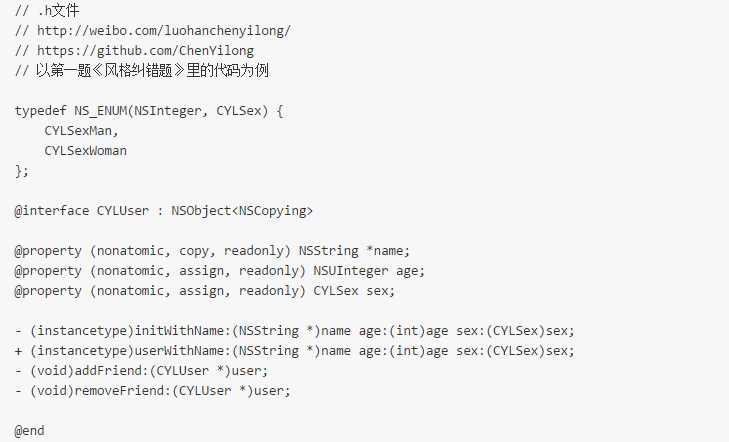 // .h文件
// http://weibo.com/luohanchenyilong/
// https://github.com/ChenYilong
// 以第一题《风格纠错题》里的代码为例
typedef NS_ENUM(NSInteger, CYLSex) {
    CYLSexMan,
    CYLSexWoman
};
@interface CYLUser : NSObject<NSCopying>
@property (nonatomic, copy, readonly) NSString *name;
@property (nonatomic, assign, readonly) NSUInteger age;
@property (nonatomic, assign, readonly) CYLSex sex;
- (instancetype)initWithName:(NSString *)name age:(int)age sex:(CYLSex)sex;
+ (instancetype)userWithName:(NSString *)name age:(int)age sex:(CYLSex)sex;
- (void)addFriend:(CYLUser *)user;
- (void)removeFriend:(CYLUser *)user;
@end